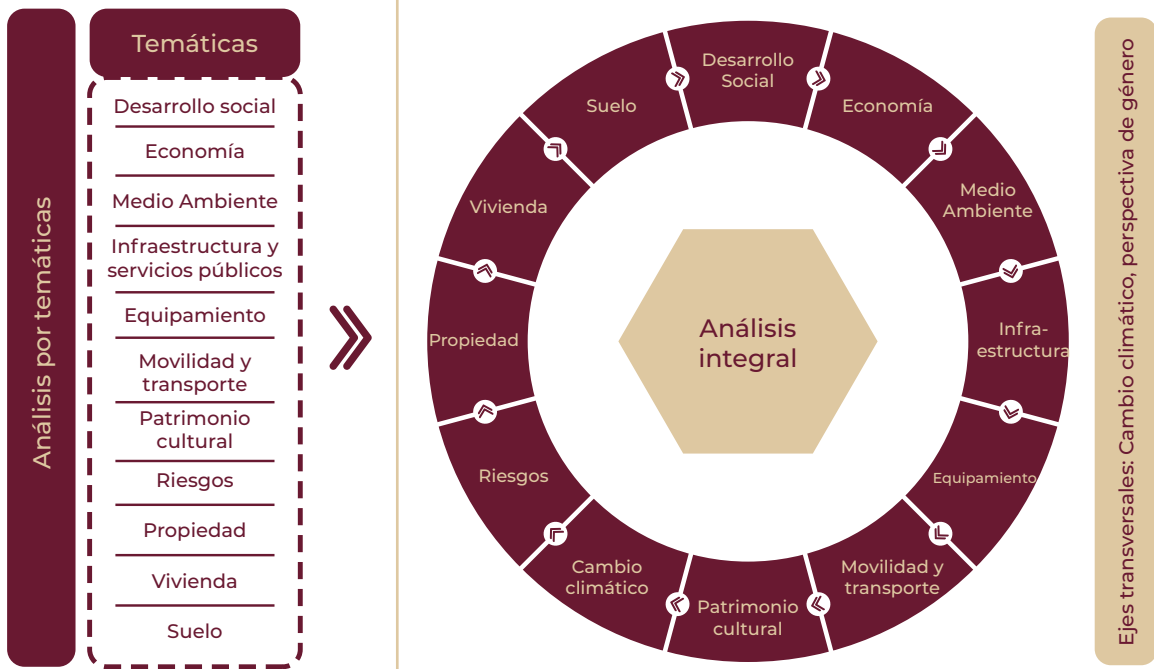 Análisis por temáticas
Temáticas
Desarrollo social
Economía
Medio Ambiente
Infraestructura y
servicios públicos
Equipamiento
Movilidad y
transporte
Patrimonio
cultural
Riesgos
Propiedad
Vivienda
Suelo
Desarrollo
Social
Economía
Medio
Ambiente
Infra-
estructura
Equipamiento
Movilidad y
transporte
Patrimonio
cultural
Cambio
climático
Riesgos
Propiedad
Vivienda
Suelo
Análisis
integral
Ejes transversales: Cambio climático, perspectiva de género